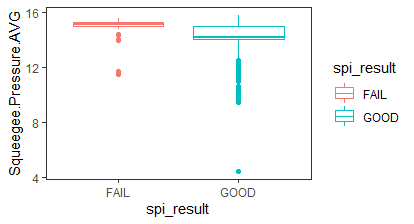 Squeegee.Pressure.AVG
16
12
8
4
FAIL
GOOD
spi_result
spi_result
FAIL
GOOD